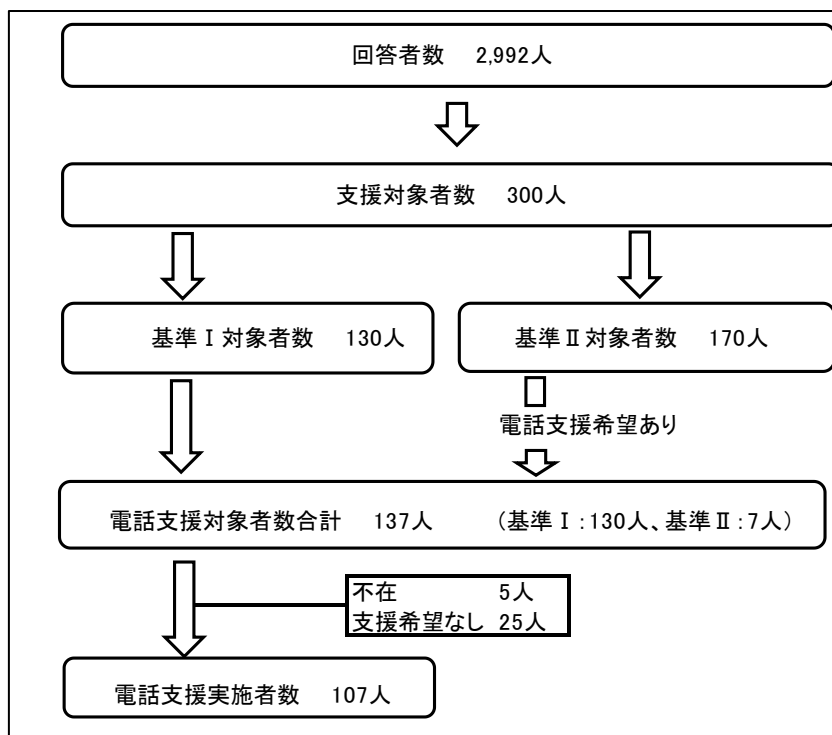 回答者数　2,992人
支援対象者数　300人
基準Ⅰ対象者数　130人
基準Ⅱ対象者数　170人
電話支援希望あり
電話支援対象者数合計　137人　（基準Ⅰ：130人、基準Ⅱ：7人）
不在　5人
支援希望なし　25人
電話支援実施者数　107人